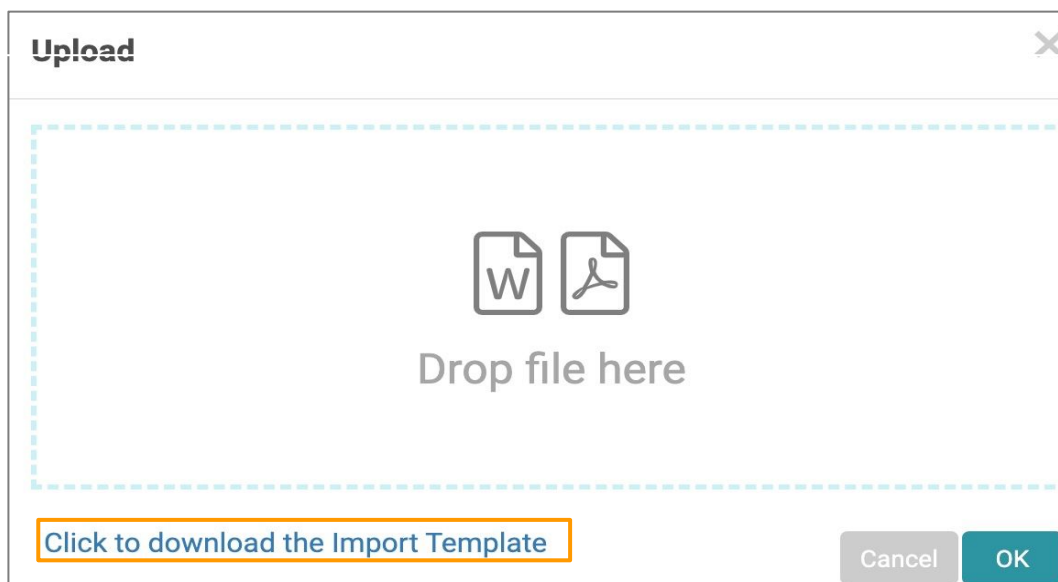 Upload
W
Drop file here
Click to download the Import Template
Cancel
OK